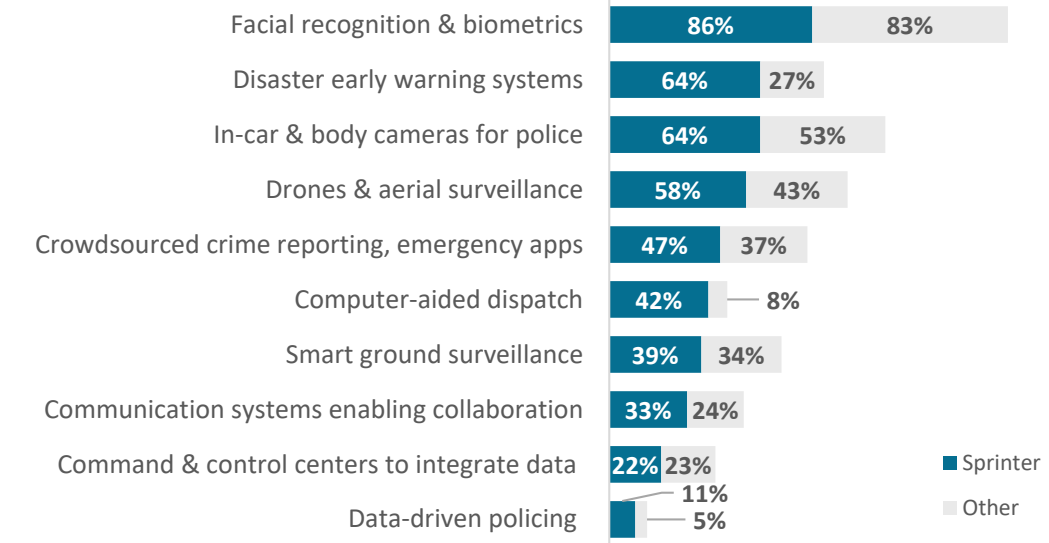 Facial recognition & biometrics 86% 83%
Disaster early warning systems 64% 27%
In-car & body cameras for police 64% 53%
Drones & aerial surveillance 58% 43%
Crowdsourced crime reporting, emergency apps 47% 37%
Computer-aided dispatch 42% 8%
Smart ground surveillance 39% 34%
Communication systems enabling collaboration 33% 24%
Command & control centers to integrate data 22% 23%
Data-driven policing 11% 5%
Sprinter
Other